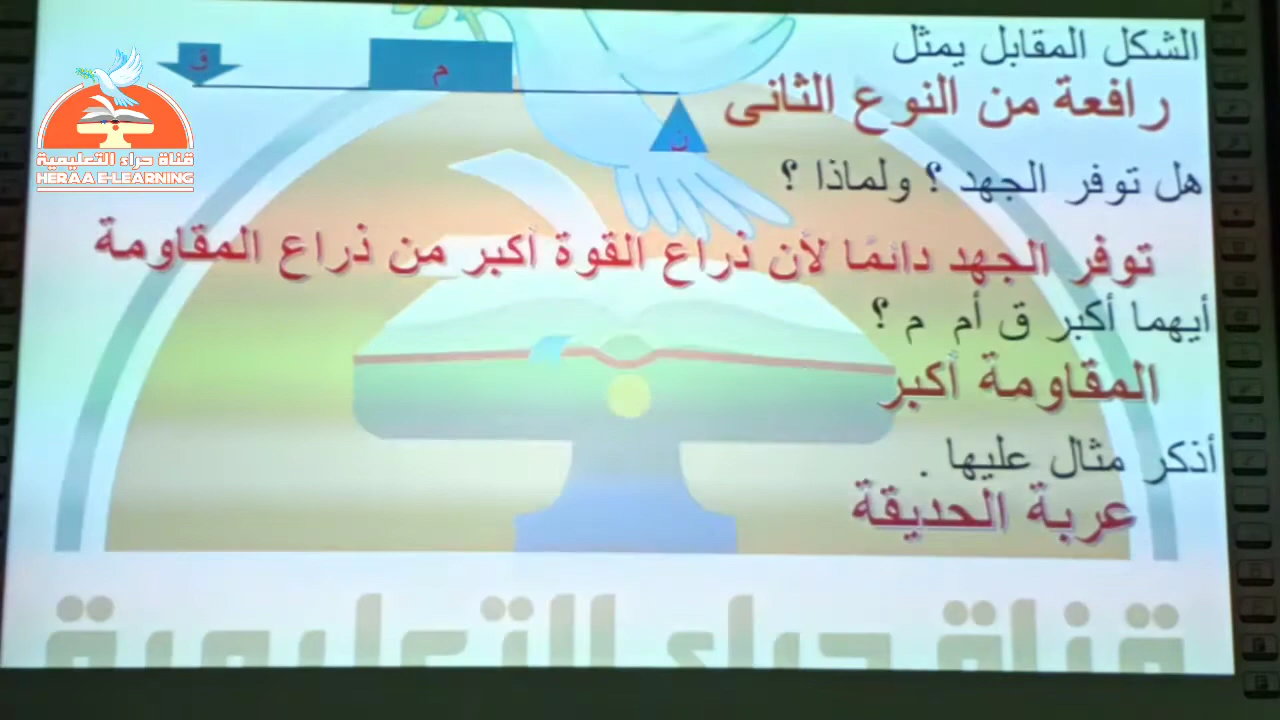 الشكل المقابل يمثل
رافعة من النوع الثانى
هل توفر الجهد ؟ ولماذا ؟
توفر الجهد دائمًا لأن ذراع القوة أكبر من ذراع المقاومة
أيهما أكبر ق أم م ؟
المقاومة أكبر
أذكر مثال عليها .
عربة الحديقة
ق
م
ن
قناة حراء التعليمية
HERAA E-LEARNING
قناة حراء التعليمية